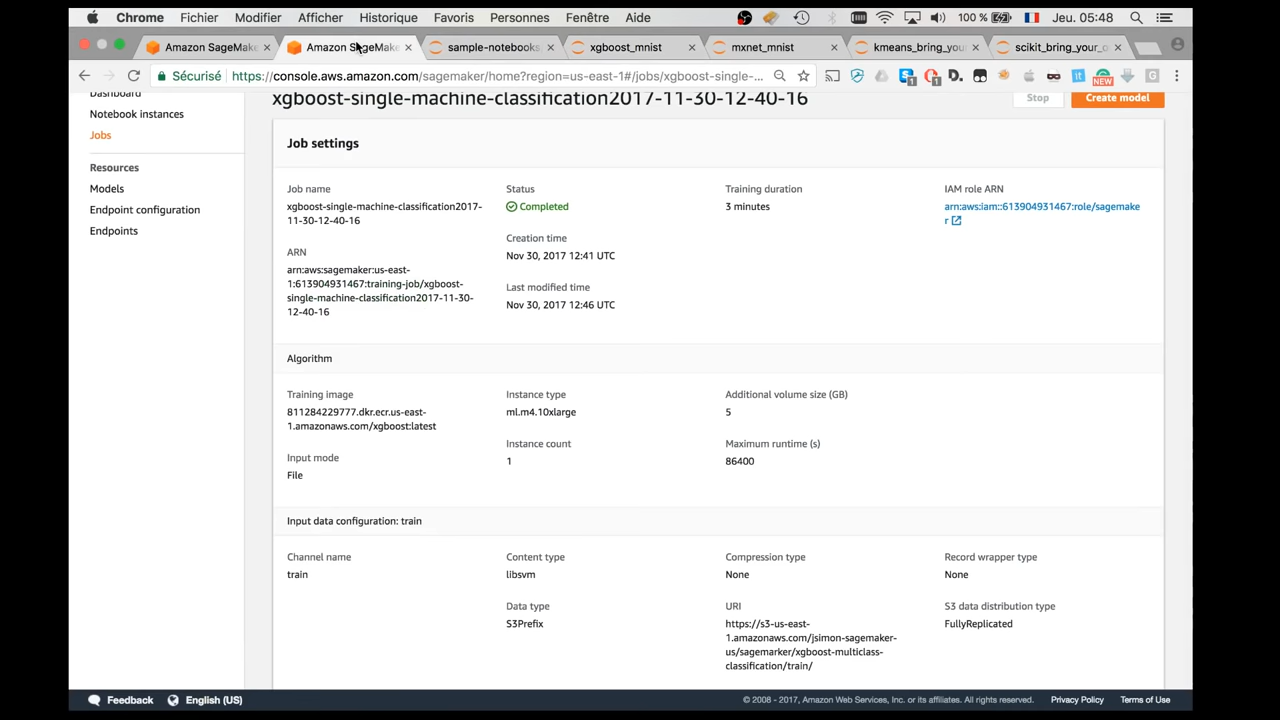 Chrome Fichier Modifier Afficher Historique Favoris Personnes Fenêtre Aide 100 % Jeu. 05:48
Amazon SageMake Amazon SageMake sample-notebooks xgboost_mnist mxnet_mnist kmeans_bring_your scikit_bring_your_o
Sécurisé https://console.aws.amazon.com/sagemaker/home?region=us-east-1#/jobs/xgboost-single-...
Dashboard
Notebook instances
Jobs
Resources
Models
Endpoint configuration
Endpoints
xgboost-single-machine-classification2017-11-30-12-40-16
Stop
Create model
Job settings
Job name
xgboost-single-machine-classification2017-
11-30-12-40-16
ARN
arn:aws:sagemaker:us-east-
1:613904931467:training-job/xgboost-
single-machine-classification2017-11-30-
12-40-16
Status
Completed
Creation time
Nov 30, 2017 12:41 UTC
Last modified time
Nov 30, 2017 12:46 UTC
Training duration
3 minutes
IAM role ARN
arn:aws:iam::613904931467:role/sagemake
r
Algorithm
Training image
811284229777.dkr.ecr.us-east-
1.amazonaws.com/xgboost:latest
Input mode
File
Instance type
ml.m4.10xlarge
Instance count
1
Additional volume size (GB)
5
Maximum runtime (s)
86400
Input data configuration: train
Channel name
train
Content type
libsvm
Data type
S3Prefix
Compression type
None
URI
https://s3-us-east-
1.amazonaws.com/jsimon-sagemaker-
us/sagemarker/xgboost-multiclass-
classification/train/
Record wrapper type
None
S3 data distribution type
FullyReplicated
Feedback English (US) © 2008 - 2017, Amazon Web Services, Inc. or its affiliates. All rights reserved. Privacy Policy Terms of Use